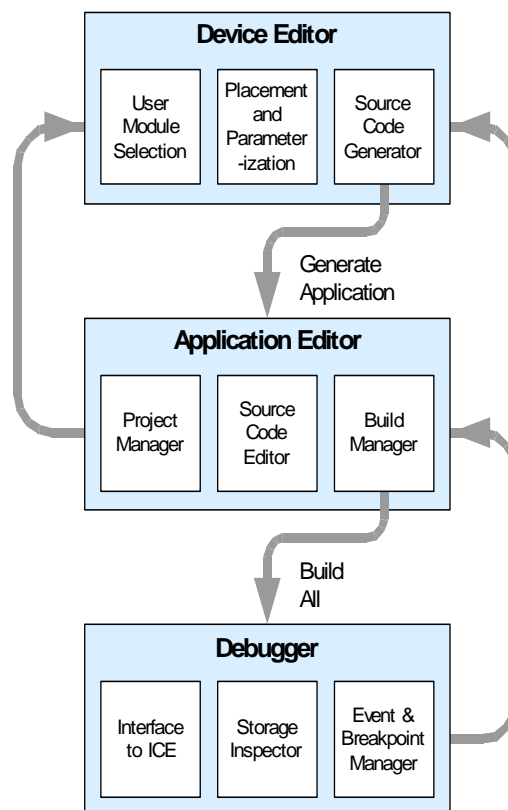 Device Editor
User
Module
Selection
Placement
and
Parameter
-ization
Source
Code
Generator
Generate
Application
Application Editor
Project
Manager
Source
Code
Editor
Build
Manager
Build
All
Debugger
Interface
to ICE
Storage
Inspector
Event &
Breakpoint
Manager